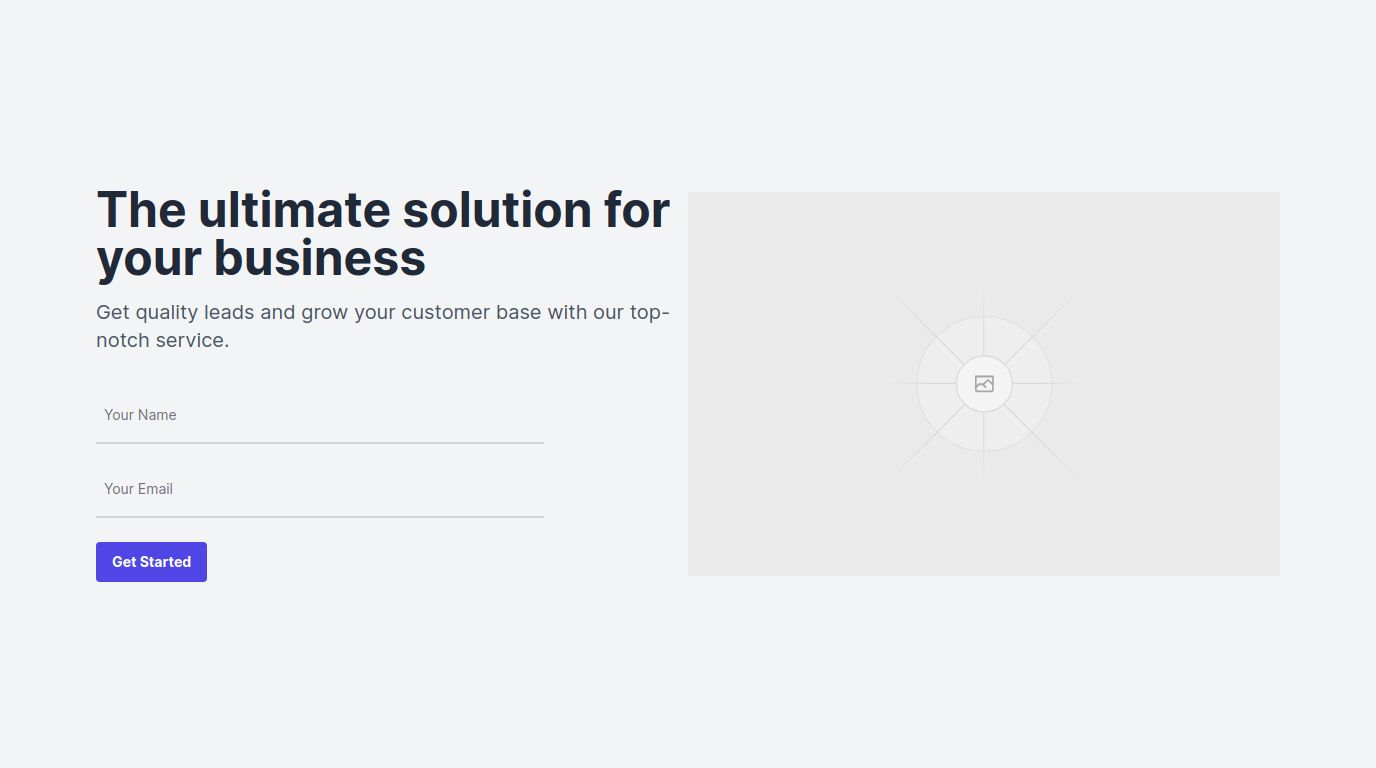 The ultimate solution for
your business
Get quality leads and grow your customer base with our top-
notch service.
Your Name
Your Email
Get Started